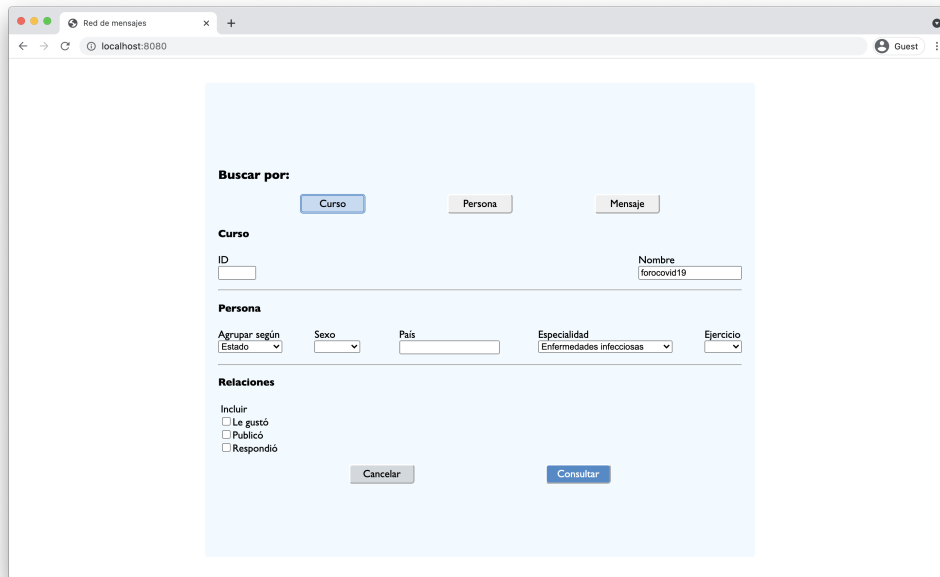 Red de mensajes
localhost:8080
Guest
Buscar por:
Curso Persona Mensaje
Curso
ID Nombre
forocovid19
Persona
Agrupar según Sexo País Especialidad Ejercicio
Estado Enfermedades infecciosas
Relaciones
Incluir
Le gustó
Publicó
Respondió
Cancelar Consultar